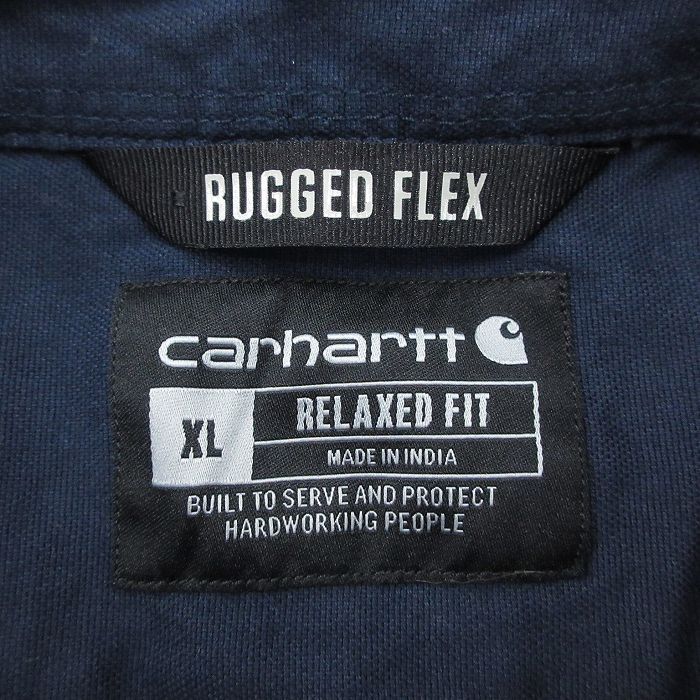 RUGGED FLEX
carhartt
XL
RELAXED FIT
MADE IN INDIA
BUILT TO SERVE AND PROTECT
HARDWORKING PEOPLE